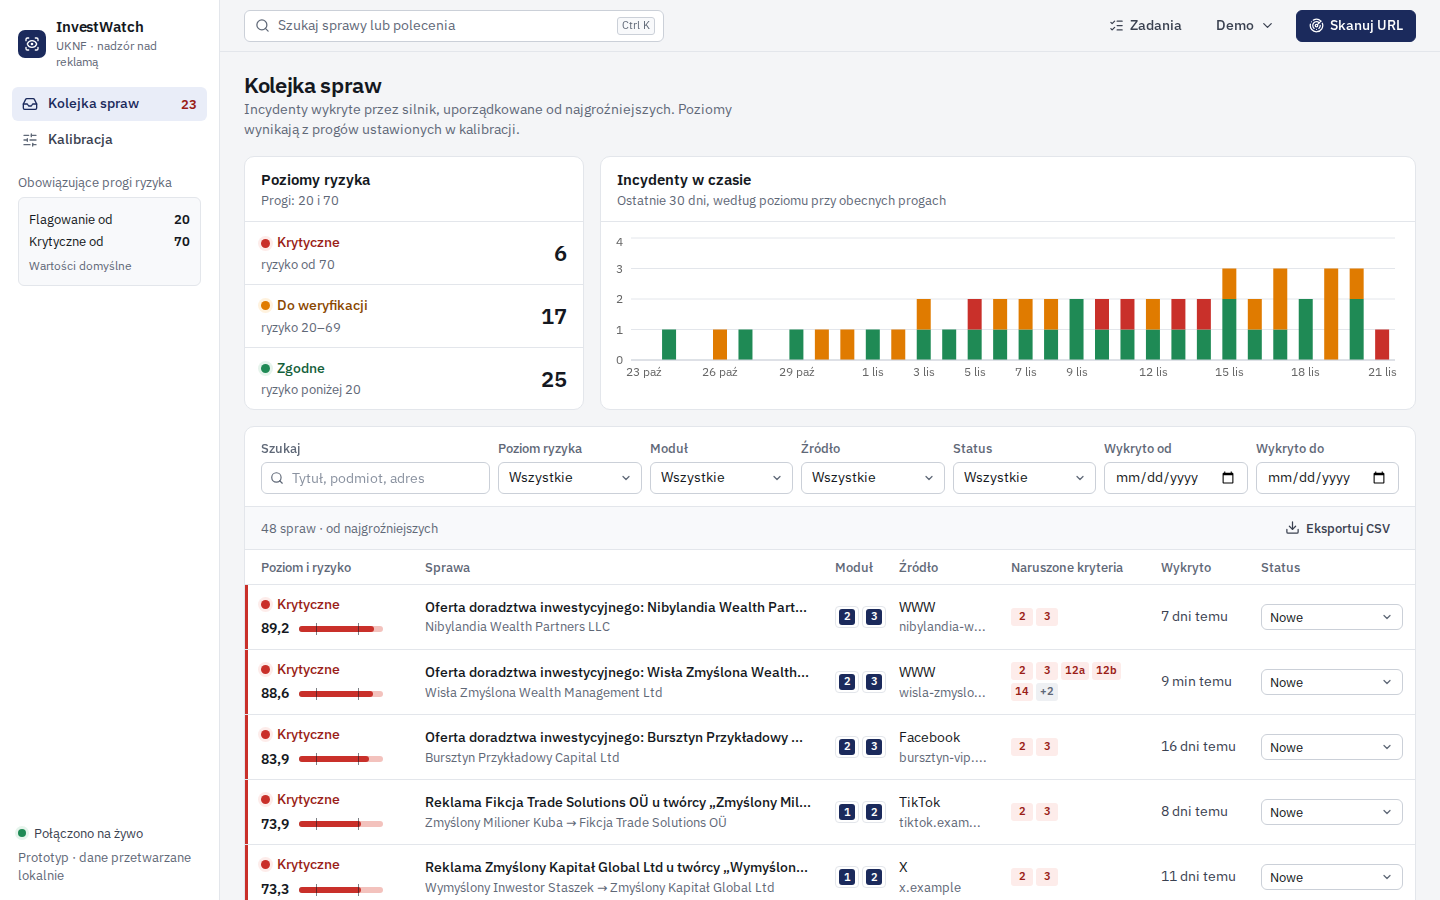 InvestWatch
UKNF · nadzór nad
reklamą
Kolejka spraw 23
Kalibracja
Obowiązujące progi ryzyka
Flagowanie od 20
Krytyczne od 70
Wartości domyślne
Połączono na żywo
Prototyp · dane przetwarzane
lokalnie
Szukaj sprawy lub polecenia Ctrl K
Zadania Demo Skanuj URL
Kolejka spraw
Incydenty wykryte przez silnik, uporządkowane od najgroźniejszych. Poziomy
wynikają z progów ustawionych w kalibracji.
Poziomy ryzyka
Progi: 20 i 70
Krytyczne
ryzyko od 70
6
Do weryfikacji
ryzyko 20–69
17
Zgodne
ryzyko poniżej 20
25
Incydenty w czasie
Ostatnie 30 dni, według poziomu przy obecnych progach
4
3
2
1
0
23 paź 26 paź 29 paź 1 lis 3 lis 5 lis 7 lis 9 lis 12 lis 15 lis 18 lis 21 lis
Szukaj Poziom ryzyka Moduł Źródło Status Wykryto od Wykryto do
Tytuł, podmiot, adres Wszystkie Wszystkie Wszystkie Wszystkie mm/dd/yyyy mm/dd/yyyy
48 spraw · od najgroźniejszych Eksportuj CSV
Poziom i ryzyko Sprawa Moduł Źródło Naruszone kryteria Wykryto Status
Krytyczne
89,2
Oferta doradztwa inwestycyjnego: Nibylandia Wealth Part...
Nibylandia Wealth Partners LLC
2 3
WWW
nibylandia-w...
2 3
7 dni temu
Nowe
Krytyczne
88,6
Oferta doradztwa inwestycyjnego: Wisła Zmyślona Wealth...
Wisła Zmyślona Wealth Management Ltd
2 3
WWW
wisla-zmyslo...
2 3 12a 12b
14 +2
9 min temu
Nowe
Krytyczne
83,9
Oferta doradztwa inwestycyjnego: Bursztyn Przykładowy ...
Bursztyn Przykładowy Capital Ltd
2 3
Facebook
bursztyn-vip....
2 3
16 dni temu
Nowe
Krytyczne
73,9
Reklama Fikcja Trade Solutions OÜ u twórcy „Zmyślony Mil...
Zmyślony Milioner Kuba → Fikcja Trade Solutions OÜ
1 2
TikTok
tiktok.exam...
2 3
8 dni temu
Nowe
Krytyczne
73,3
Reklama Zmyślony Kapitał Global Ltd u twórcy „Wymyślon...
Wymyślony Inwestor Staszek → Zmyślony Kapitał Global Ltd
1 2
X
x.example
2 3
11 dni temu
Nowe